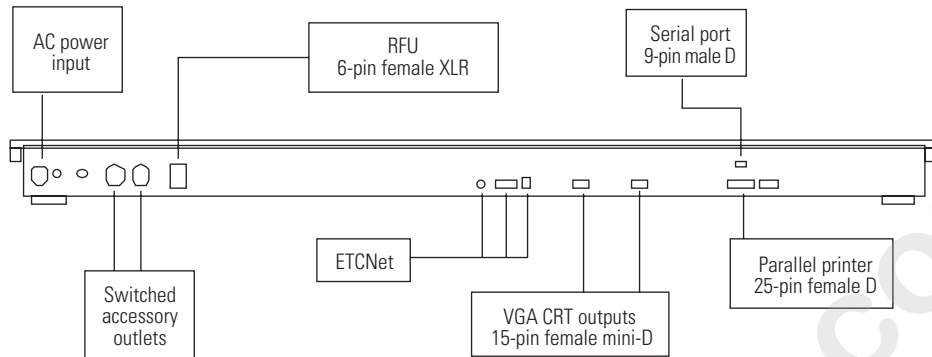 AC power
input
RFU
6-pin female XLR
Serial port
9-pin male D
ETCNet
Switched
accessory
outlets
VGA CRT outputs
15-pin female mini-D
Parallel printer
25-pin female D
co